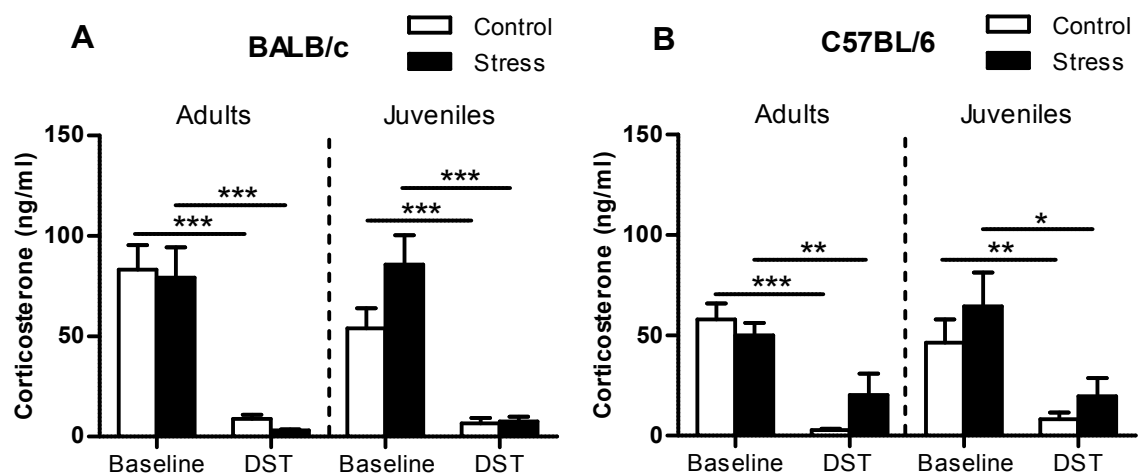 A
BALB/c
Control
Stress
Adults
Juveniles
Corticosterone (ng/ml)
150
100
50
0
***
***
***
***
Baseline
DST
Baseline
DST
B
C57BL/6
Control
Stress
Adults
Juveniles
Corticosterone (ng/ml)
150
100
50
0
**
***
*
**
Baseline
DST
Baseline
DST